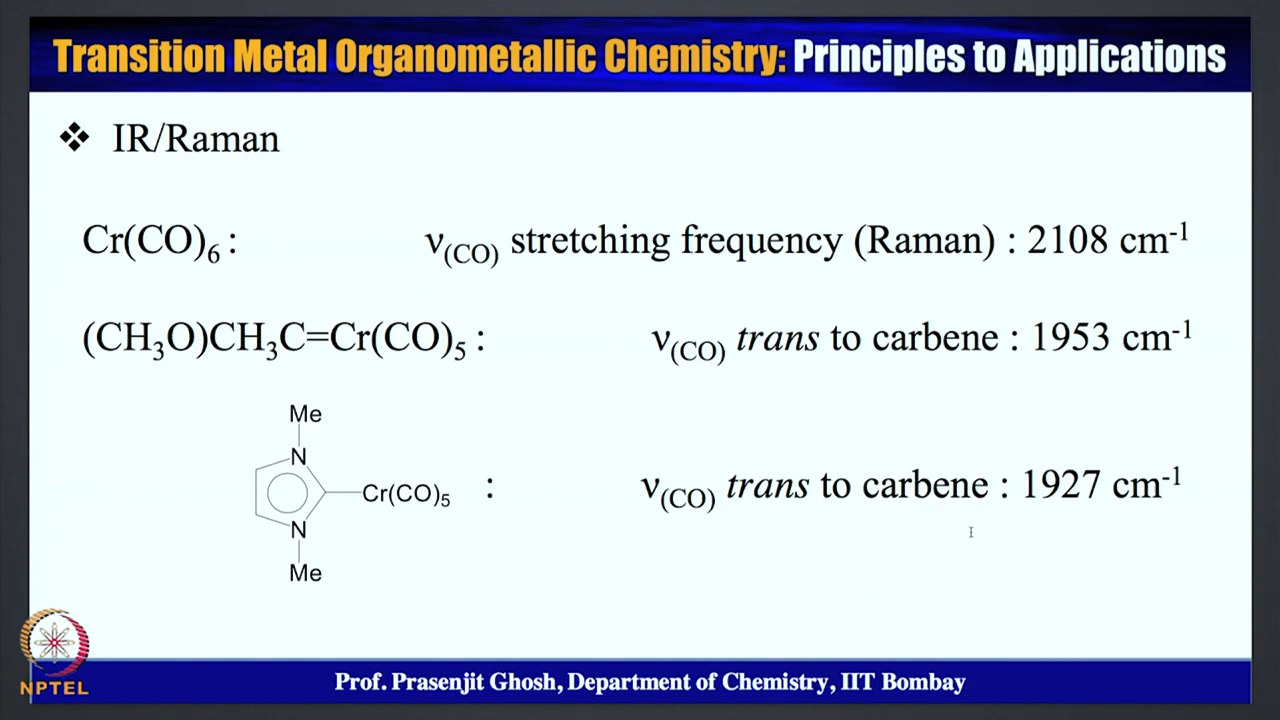 Transition Metal Organometallic Chemistry: Principles to Applications
❖ IR/Raman
Cr(CO)₆ : ν₍CO₎ stretching frequency (Raman) : 2108 cm⁻¹
(CH₃O)CH₃C=Cr(CO)₅ : ν₍CO₎ trans to carbene : 1953 cm⁻¹
Me
N
Cr(CO)₅ : ν₍CO₎ trans to carbene : 1927 cm⁻¹
N
Me
NPTEL
Prof. Prasenjit Ghosh, Department of Chemistry, IIT Bombay